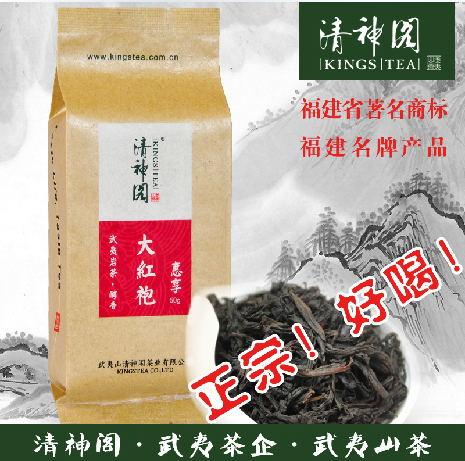 清神阁
KINGS TEA
福建省著名商标
福建名牌产品
www.kingstea.com.cn
清神阁
KINGS TEA
大紅袍
惠享
50g
武夷岩茶·醇香
武夷山清神阁茶业有限公
KINGSTEA CO.,LTD
正宗！好喝！
清神阁·武夷茶企·武夷山茶